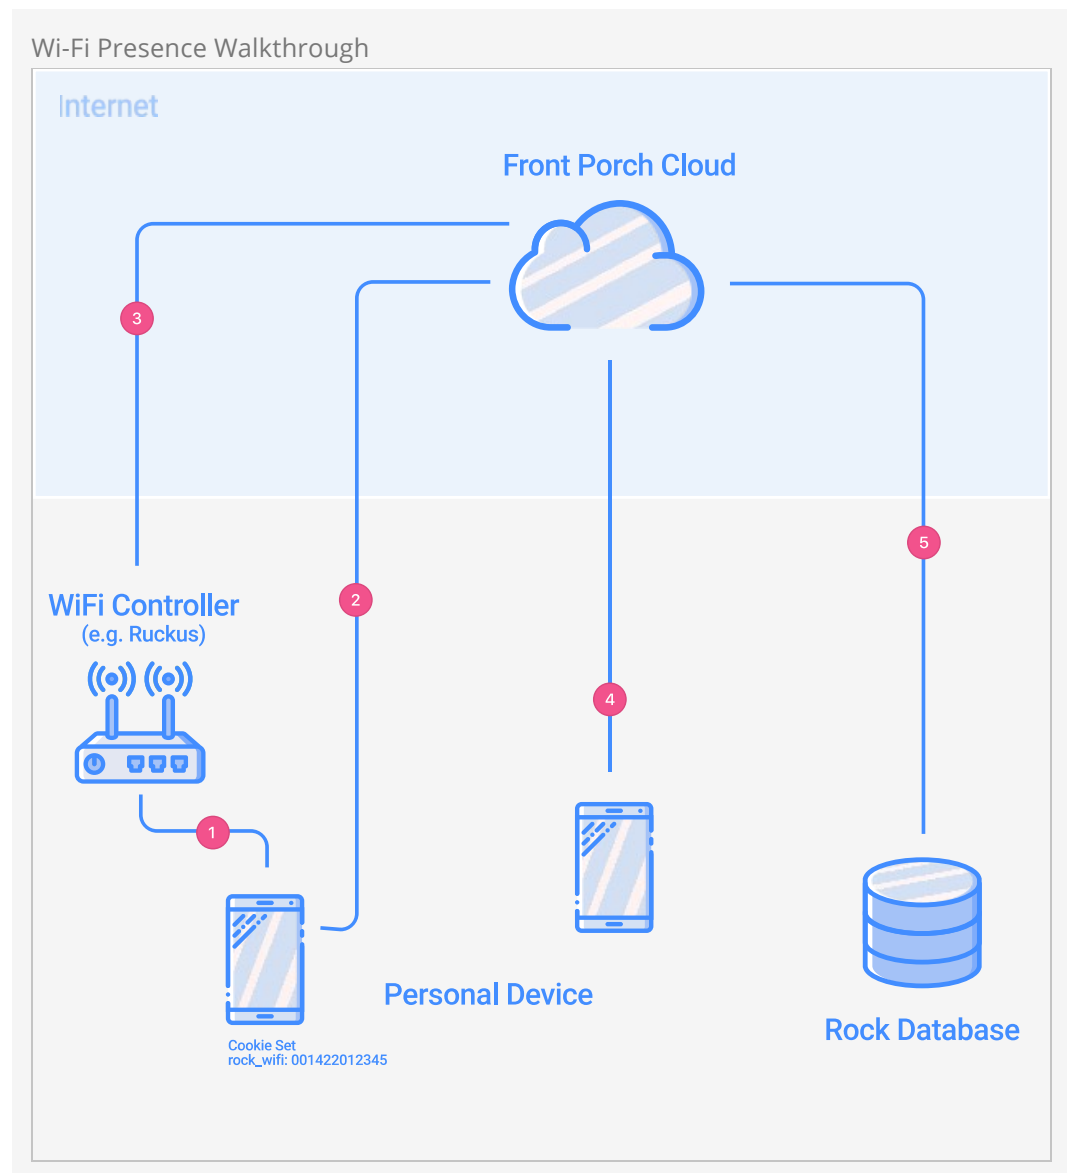 Wi-Fi Presence Walkthrough
Internet
Front Porch Cloud
3
5
2
WiFi Controller
(e.g. Ruckus)
4
1
Personal Device
Rock Database
Cookie Set
rock_wifi: 001422012345